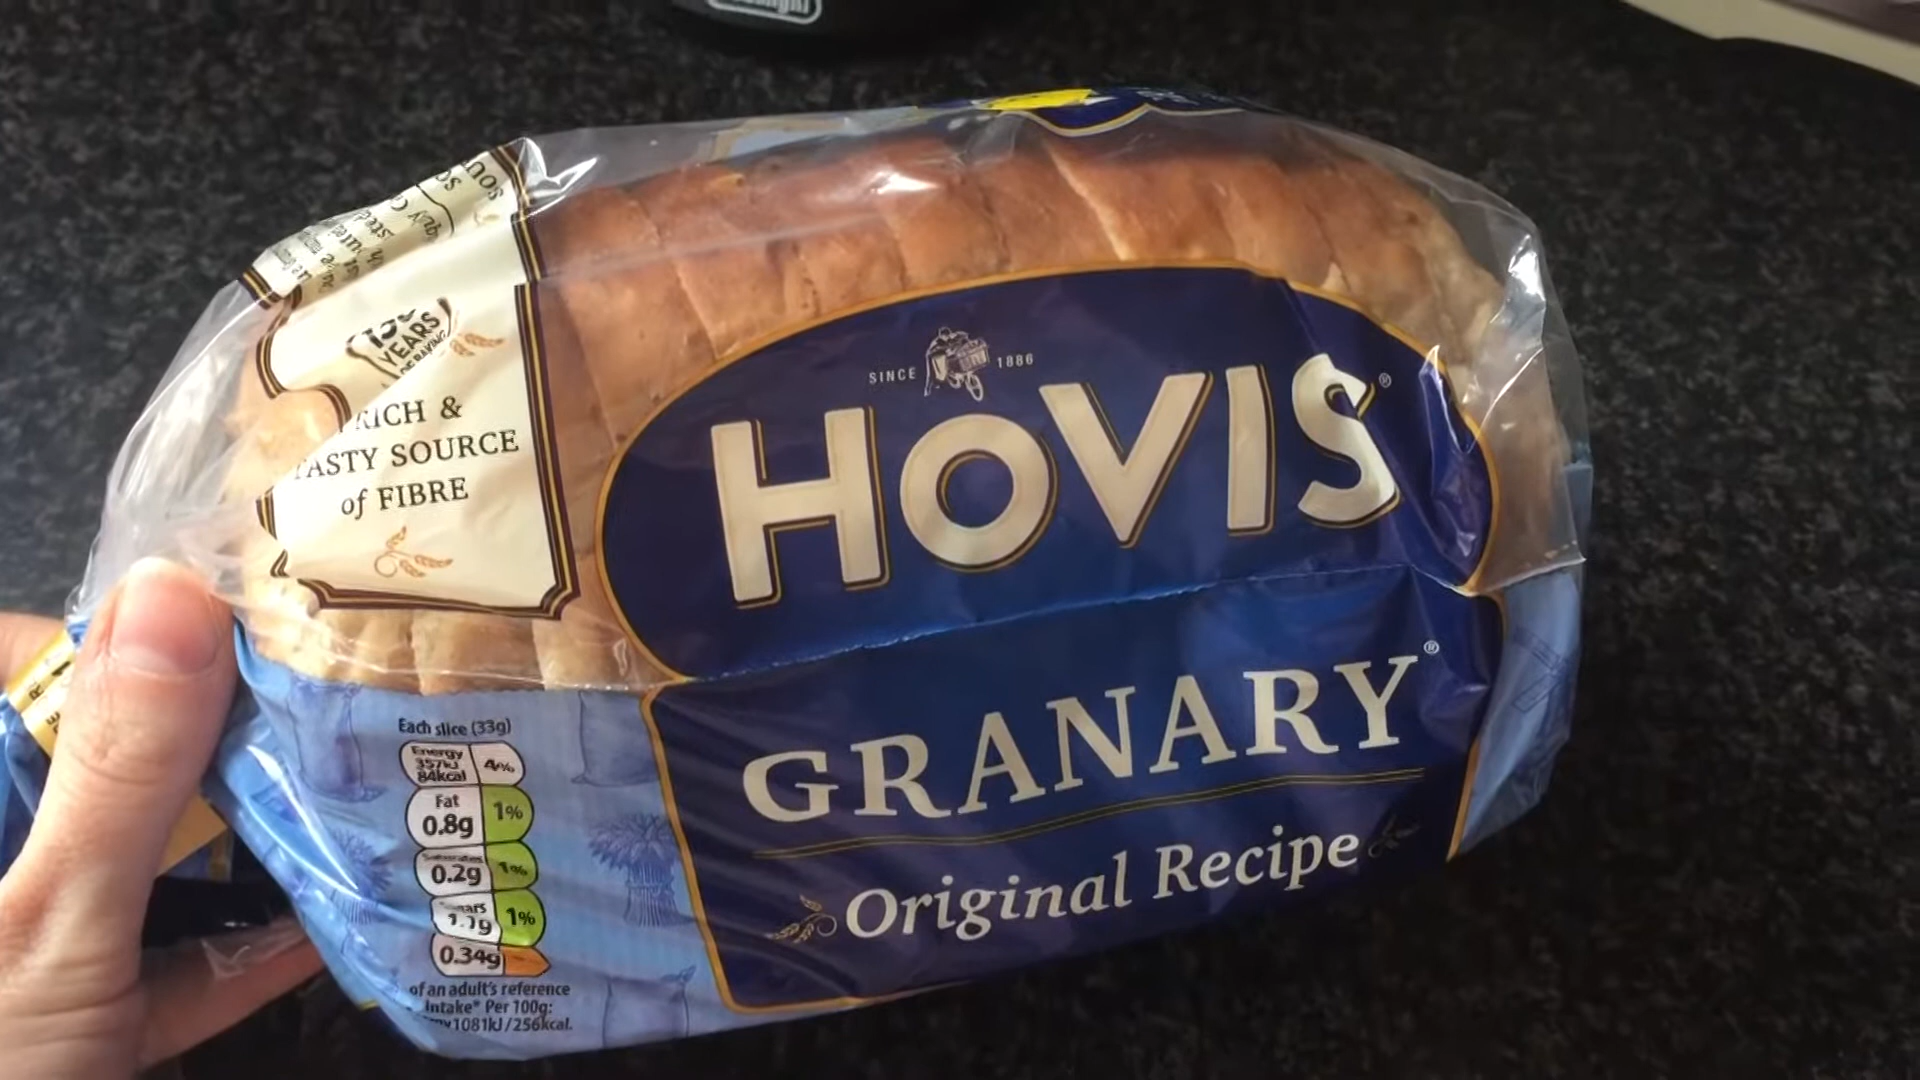 YEARS
RICH &
TASTY SOURCE
of FIBRE
SINCE 1886
HOVIS®
GRANARY®
Original Recipe
Each slice (33g)
Energy
357kJ
84kcal
4%
Fat
0.8g
1%
Saturates
0.2g
1%
1%
0.34g
of an adult's reference
intake* Per 100g:
1081kJ/256kcal.